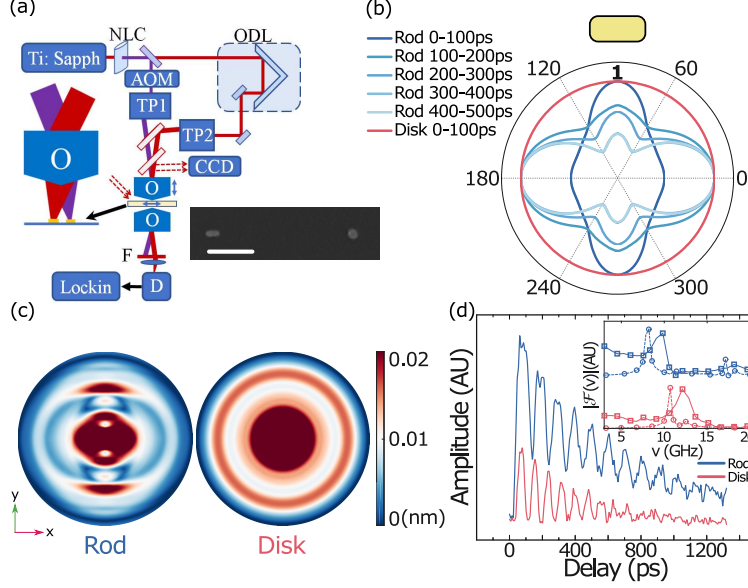 (a)
NLC
ODL
Ti: Sapph
AOM
TP1
TP2
CCD
O
O
O
F
Lockin
D
(b)
Rod 0-100ps
Rod 100-200ps
Rod 200-300ps
Rod 300-400ps
Rod 400-500ps
Disk 0-100ps
120
1
60
180
0
240
300
(c)
0.02
0.01
0(nm)
y
x
Rod
Disk
(d)
Amplitude (AU)
|ℱ(ν)|(AU)
5
10
15
20
ν (GHz)
Rod
Disk
0
400
800
1200
Delay (ps)